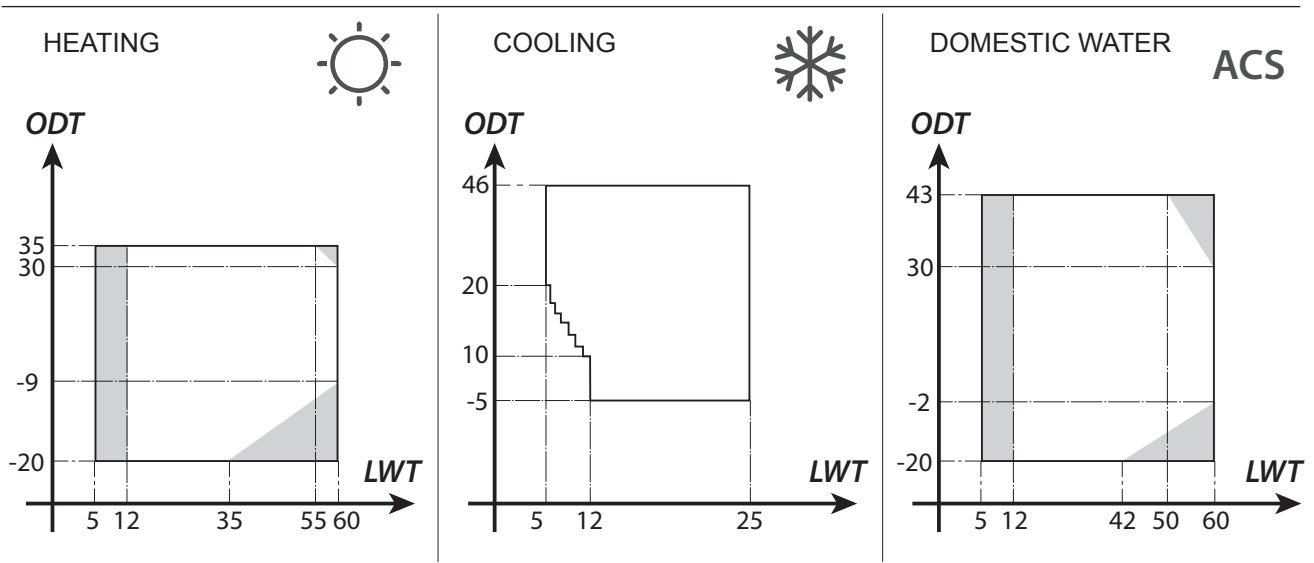 HEATING
ODT
35
30
-9
-20
LWT
5 12 35 55 60
COOLING
ODT
46
20
10
-5
LWT
5 12 25
DOMESTIC WATER
ACS
ODT
43
30
-2
-20
LWT
5 12 42 50 60